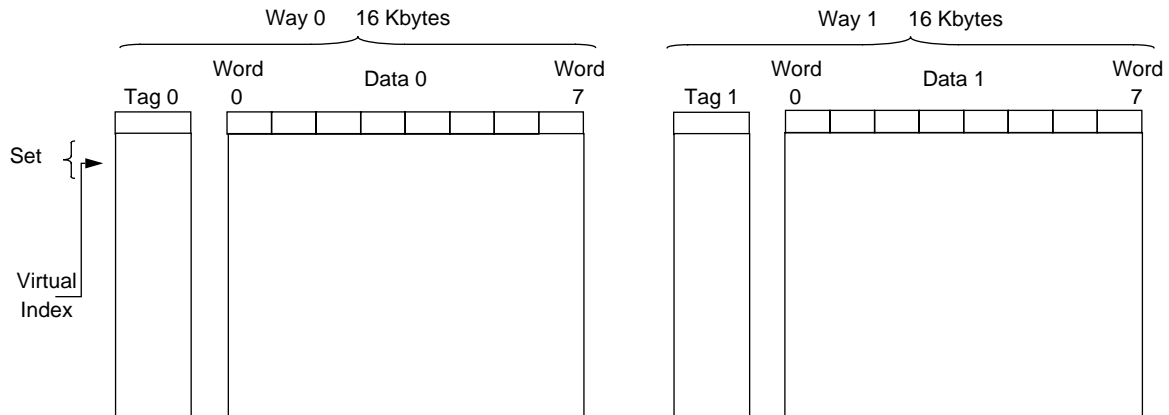 Way 0 16 Kbytes
Way 1 16 Kbytes
Word
Data 0
Word
Word
Data 1
Word
Tag 0
0
7
Tag 1
0
7
Set
Virtual
Index